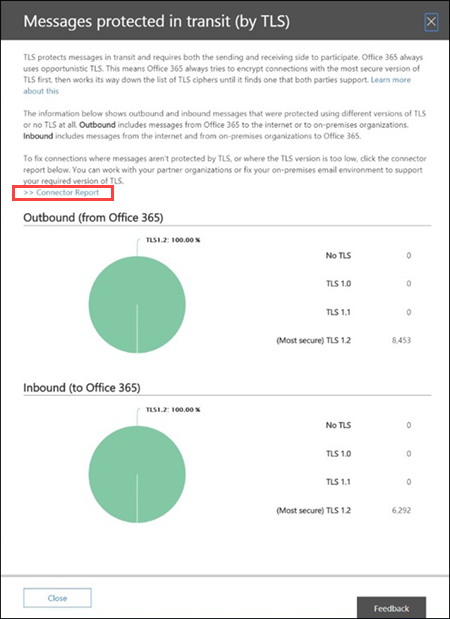 Messages protected in transit (by TLS)
TLS protects messages in transit and requires both the sending and receiving side to participate. Office 365 always
uses opportunistic TLS. This means Office 365 always tries to encrypt connections with the most secure version of
TLS first, then works its way down the list of TLS ciphers until it finds one that both parties support. Learn more
about this
The information below shows outbound and inbound messages that were protected using different versions of TLS
or no TLS at all. Outbound includes messages from Office 365 to the internet or to on-premises organizations.
Inbound includes messages from the internet and from on-premises organizations to Office 365.
To fix connections where messages aren't protected by TLS, or where the TLS version is too low, click the connector
report below. You can work with your partner organizations or fix your on-premises email environment to support
your required version of TLS.
>> Connector Report
Outbound (from Office 365)
TLS1.2: 100.00 %
No TLS 0
TLS 1.0 0
TLS 1.1 0
(Most secure) TLS 1.2 8,453
Inbound (to Office 365)
TLS1.2: 100.00 %
No TLS 0
TLS 1.0 0
TLS 1.1 0
(Most secure) TLS 1.2 6,292
Close
Feedback